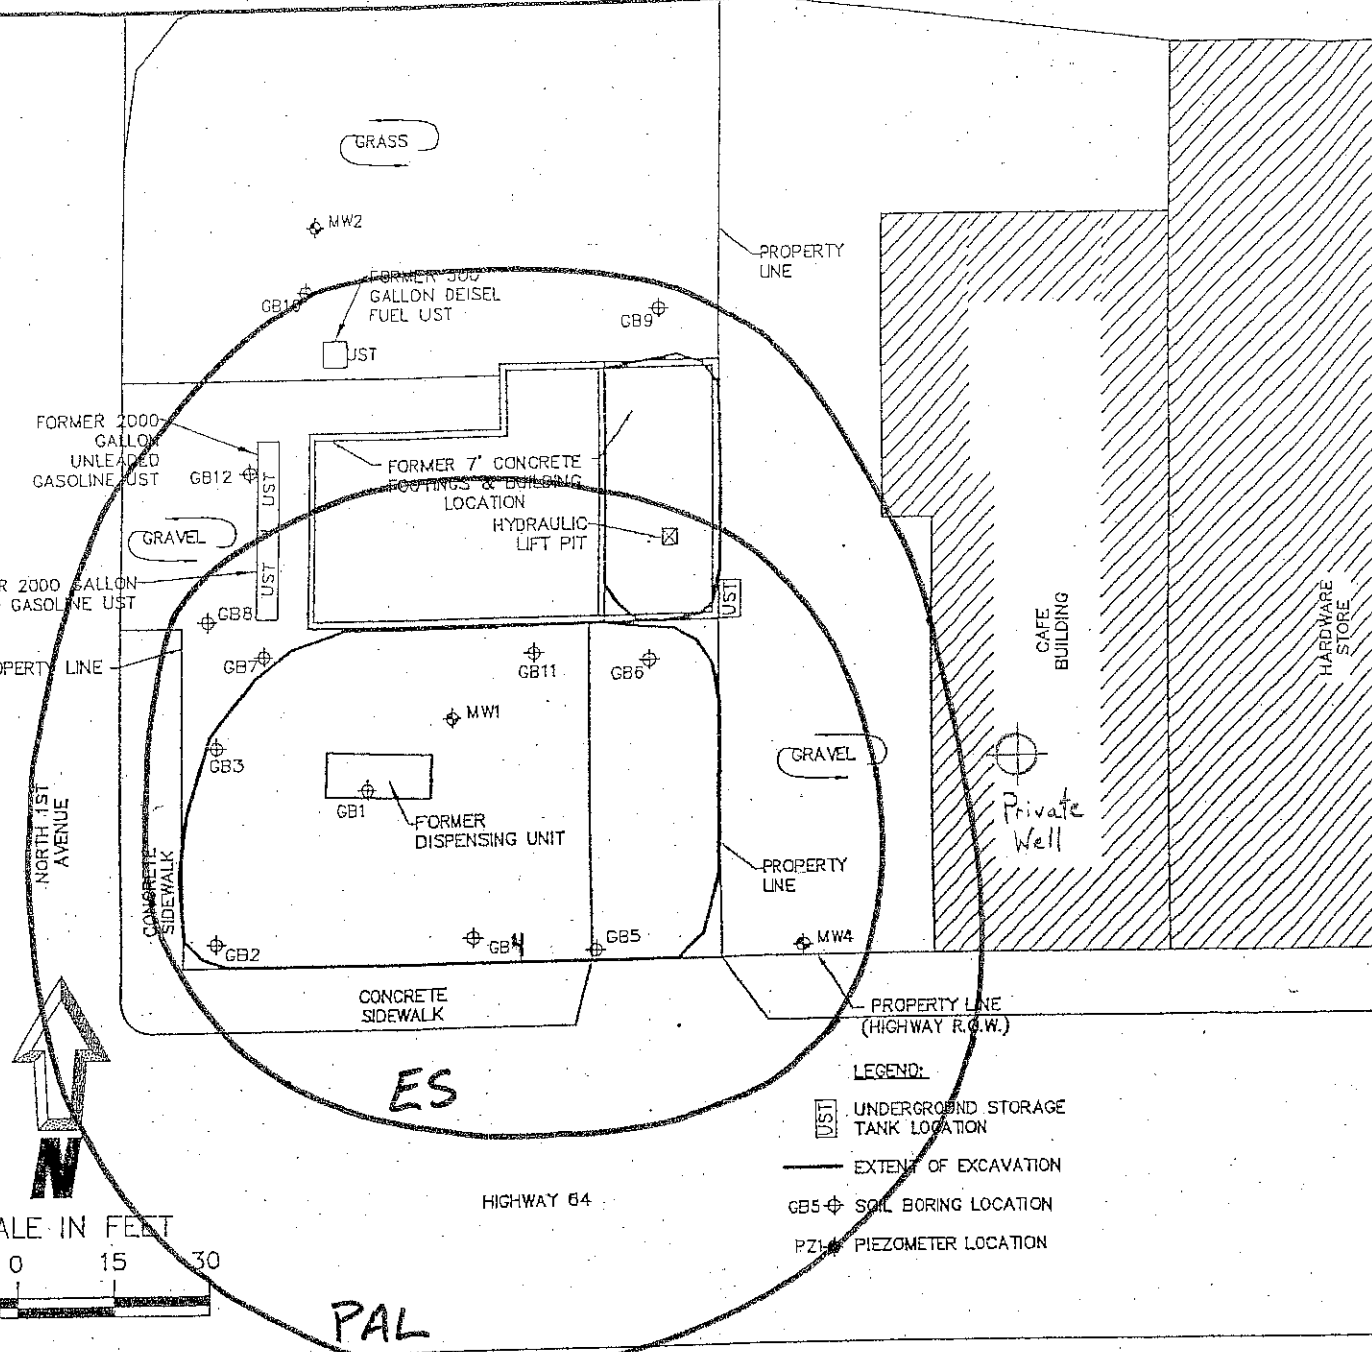 GRASS
MW2
PROPERTY
LINE
FORMER 500
GALLON DEISEL
FUEL UST
GB10
GB9
UST
FORMER 2000
GALLON
UNLEADED
GASOLINE UST
GB12
UST
FORMER 7' CONCRETE
FOOTINGS & BUILDING
LOCATION
HYDRAULIC
LIFT PIT
GRAVEL
R 2000 GALLON
GASOLINE UST
UST
UST
GB8
CAFE
BUILDING
HARDWARE
STORE
OPERTY LINE
GB7
GB11
GB6
MW1
GB3
GRAVEL
GB1
FORMER
DISPENSING UNIT
Private
Well
NORTH 1ST
AVENUE
CONCRETE
SIDEWALK
PROPERTY
LINE
GB2
GB4
GB5
MW4
CONCRETE
SIDEWALK
PROPERTY LINE
(HIGHWAY R.O.W.)
ES
LEGEND:
UST UNDERGROUND STORAGE
TANK LOCATION
EXTENT OF EXCAVATION
GB5 SOIL BORING LOCATION
PZ1 PIEZOMETER LOCATION
N
HIGHWAY 64
ALE IN FEET
0 15 30
PAL